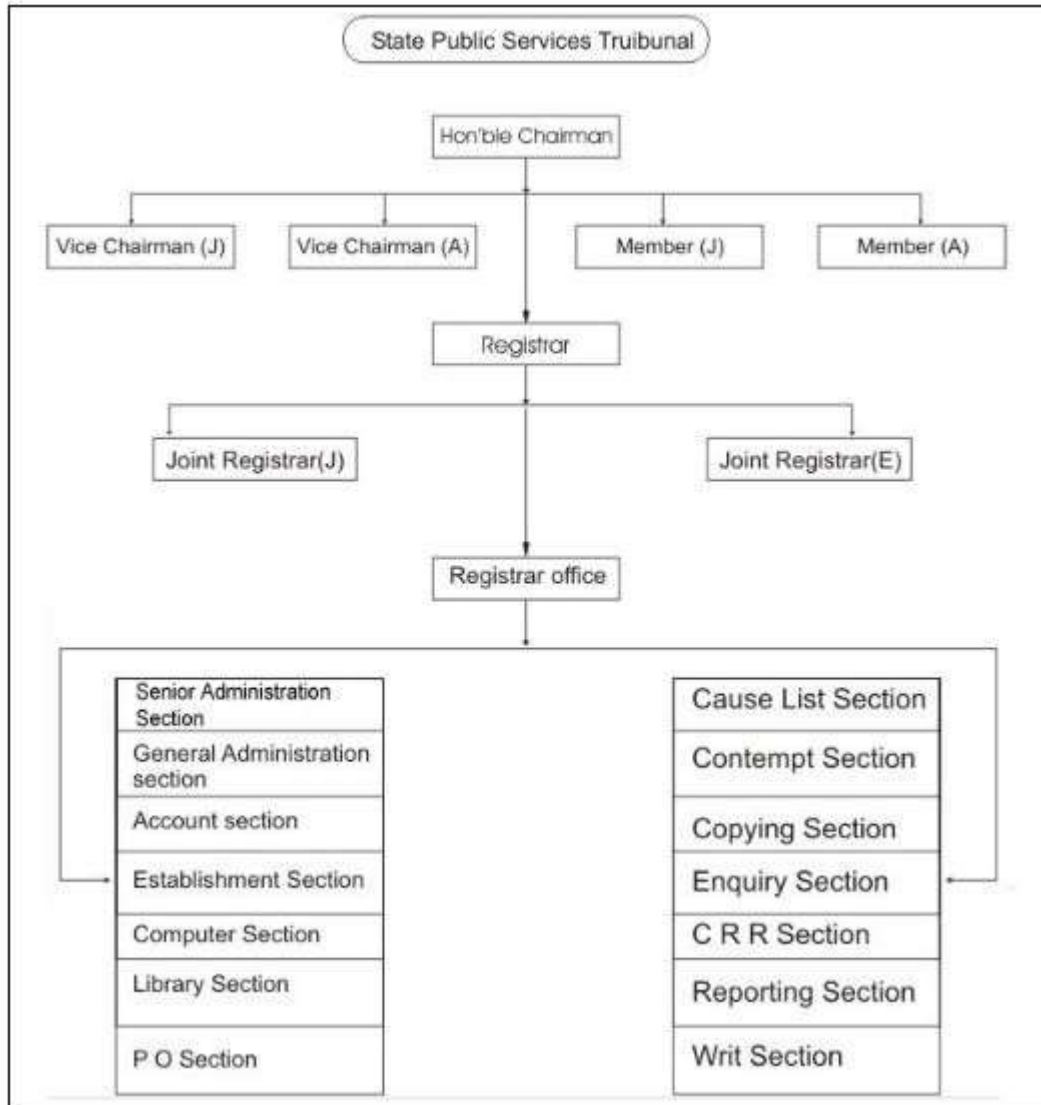 State Public Services Truibunal
Hon'ble Chairman
Vice Chairman (J)
Vice Chairman (A)
Member (J)
Member (A)
Registrar
Joint Registrar(J)
Joint Registrar(E)
Registrar office
Senior Administration
Section
General Administration
section
Account section
Establishment Section
Computer Section
Library Section
P O Section
Cause List Section
Contempt Section
Copying Section
Enquiry Section
C R R Section
Reporting Section
Writ Section